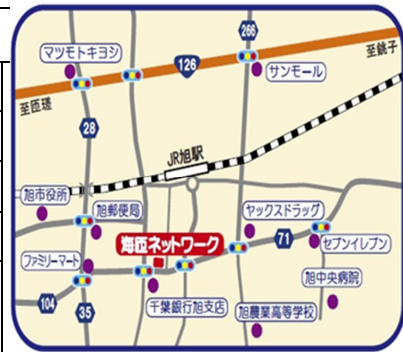 266
マツモトキヨシ
至銚子
126
サンモール
至匝瑳
28
JR旭駅
旭市役所
旭郵便局
ヤックスドラッグ
海匝ネットワーク
71
セブンイレブン
ファミリーマート
旭中央病院
104
35
千葉銀行旭支店
旭農業高等学校